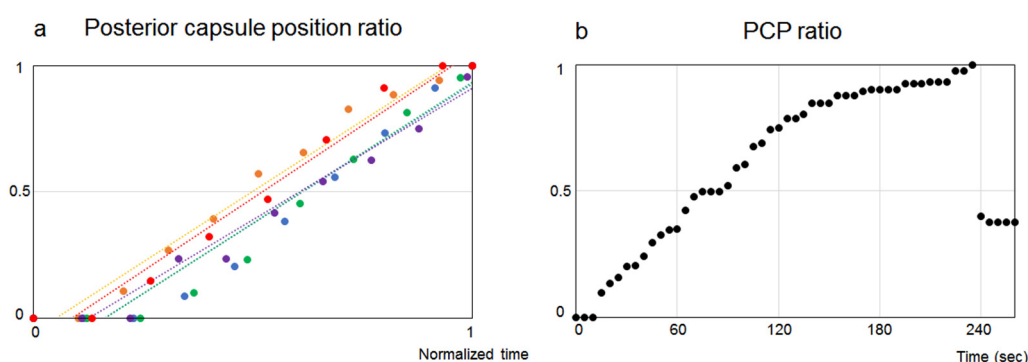 a Posterior capsule position ratio
1
0.5
0
0 1
Normalized time
b PCP ratio
1
0.5
0
0 60 120 180 240
Time (sec)